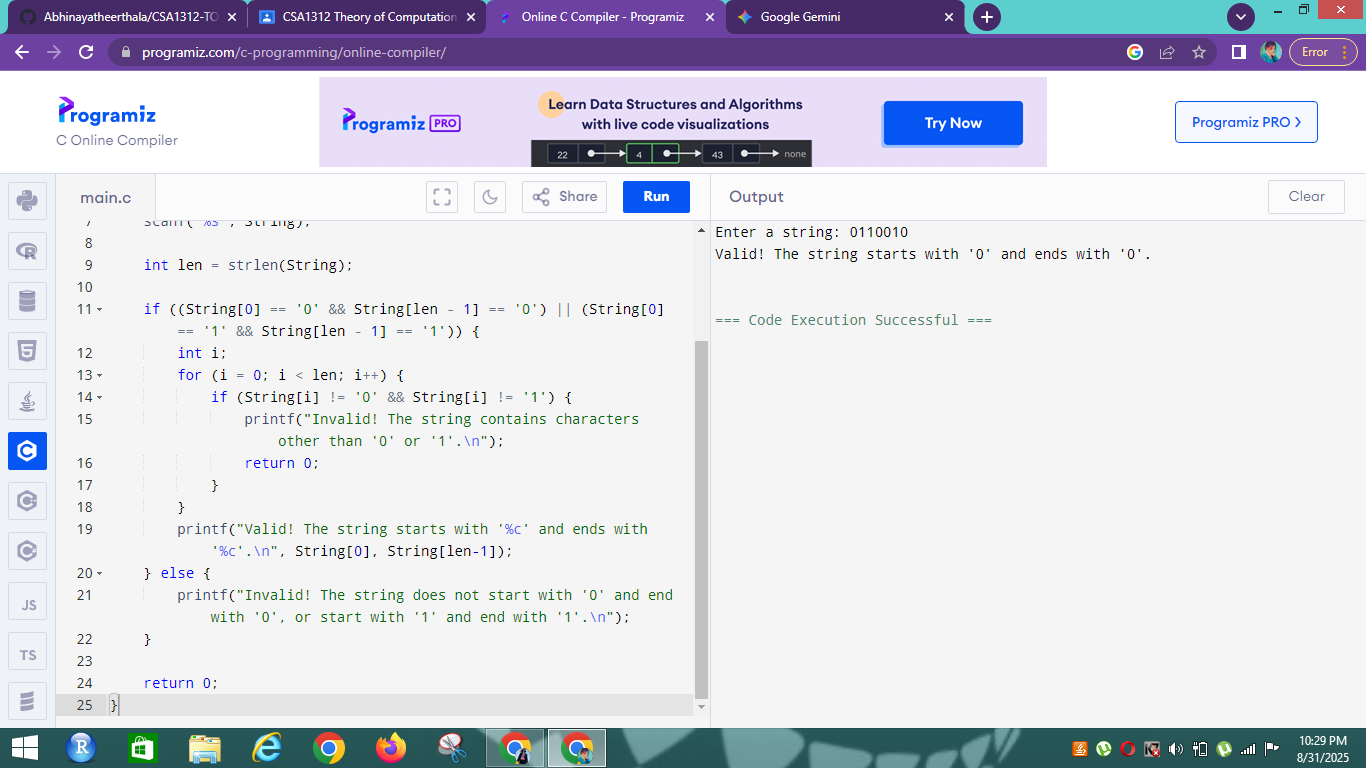 Abhinayatheerthala/CSA1312-TO
CSA1312 Theory of Computation
Online C Compiler - Programiz
Google Gemini
programiz.com/c-programming/online-compiler/
Error
Programiz
C Online Compiler
Programiz PRO
Learn Data Structures and Algorithms
with live code visualizations
22 4 43 none
Try Now
Programiz PRO
main.c
Share
Run
Output
Clear
7 scanf("%s", String);
8
9 int len = strlen(String);
10
11 if ((String[0] == '0' && String[len - 1] == '0') || (String[0]
== '1' && String[len - 1] == '1')) {
12 int i;
13 for (i = 0; i < len; i++) {
14 if (String[i] != '0' && String[i] != '1') {
15 printf("Invalid! The string contains characters
other than '0' or '1'.\n");
16 return 0;
17 }
18 }
19 printf("Valid! The string starts with '%c' and ends with
'%c'.\n", String[0], String[len-1]);
20 } else {
21 printf("Invalid! The string does not start with '0' and end
with '0', or start with '1' and end with '1'.\n");
22 }
23
24 return 0;
25 }
Enter a string: 0110010
Valid! The string starts with '0' and ends with '0'.
=== Code Execution Successful ===
JS
TS
10:29 PM
8/31/2025